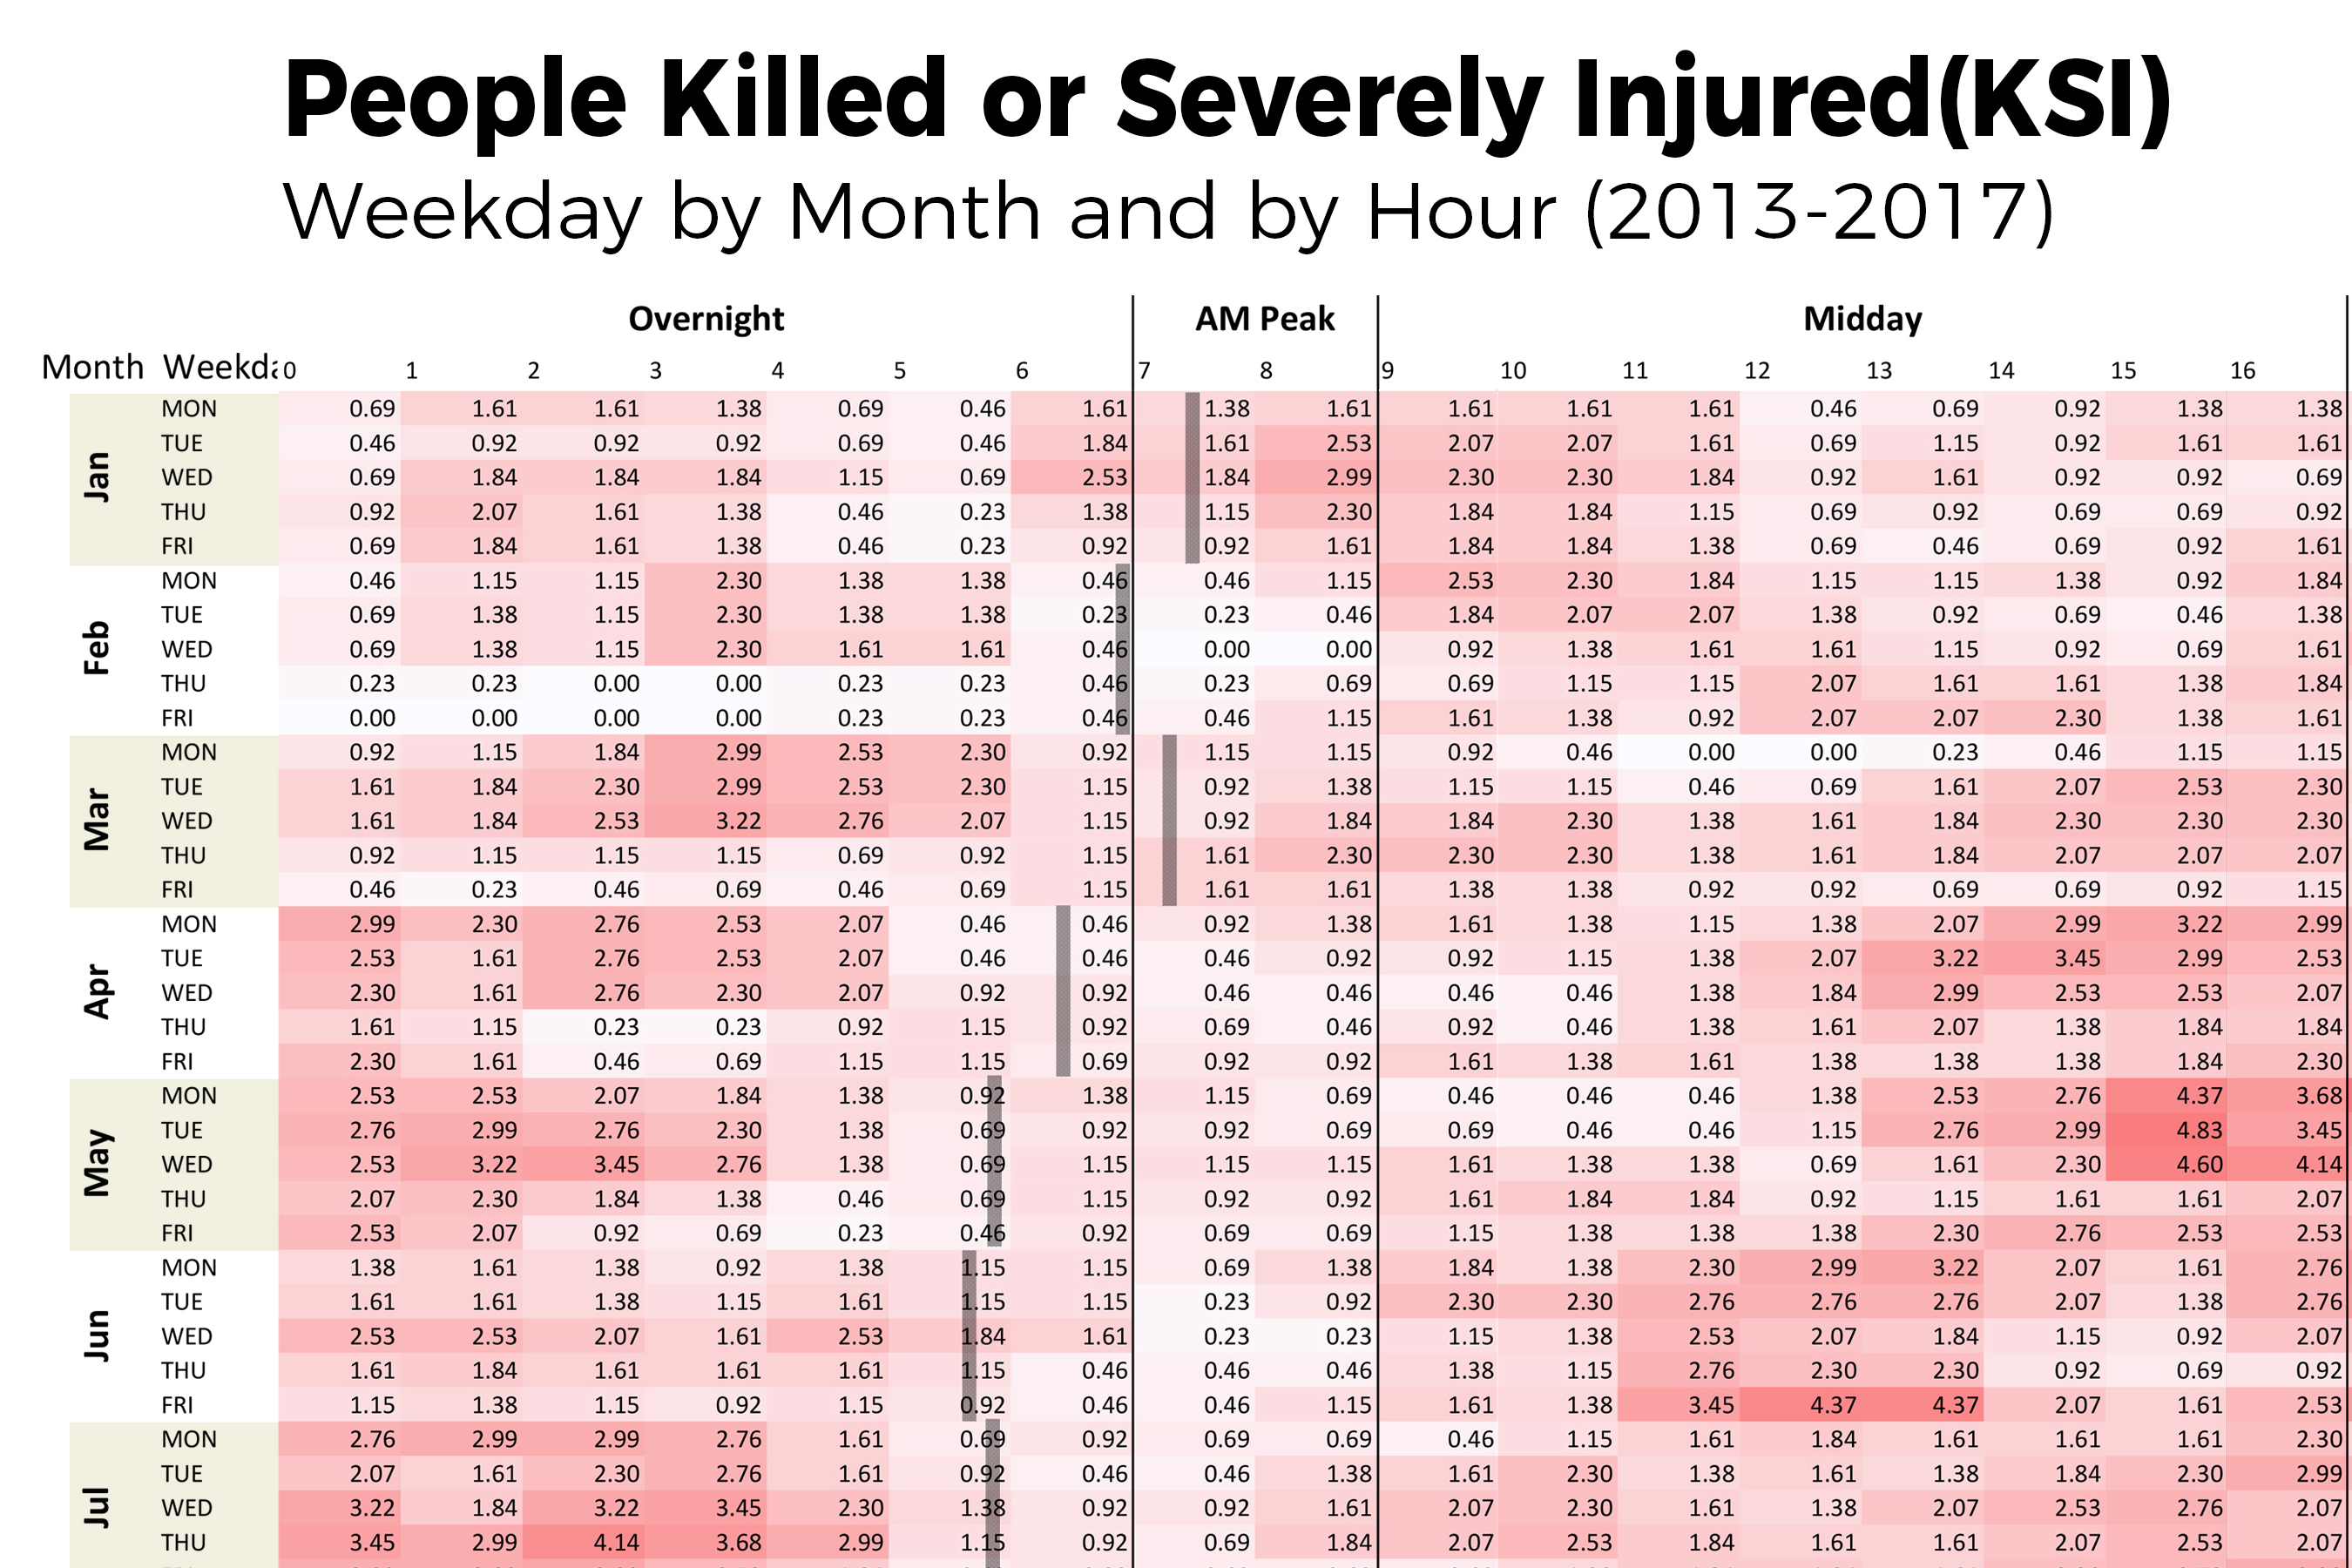 People Killed or Severely Injured(KSI)
Weekday by Month and by Hour (2013-2017)
Overnight AM Peak Midday
Month Weekda 0 1 2 3 4 5 6 7 8 9 10 11 12 13 14 15 16
Jan
MON 0.69 1.61 1.61 1.38 0.69 0.46 1.61 1.38 1.61 1.61 1.61 1.61 0.46 0.69 0.92 1.38 1.38
TUE 0.46 0.92 0.92 0.92 0.69 0.46 1.84 1.61 2.53 2.07 2.07 1.61 0.69 1.15 0.92 1.61 1.61
WED 0.69 1.84 1.84 1.84 1.15 0.69 2.53 1.84 2.99 2.30 2.30 1.84 0.92 1.61 0.92 0.92 0.69
THU 0.92 2.07 1.61 1.38 0.46 0.23 1.38 1.15 2.30 1.84 1.84 1.15 0.69 0.92 0.69 0.69 0.92
FRI 0.69 1.84 1.61 1.38 0.46 0.23 0.92 0.92 1.61 1.84 1.84 1.38 0.69 0.46 0.69 0.92 1.61
Feb
MON 0.46 1.15 1.15 2.30 1.38 1.38 0.46 0.46 1.15 2.53 2.30 1.84 1.15 1.15 1.38 0.92 1.84
TUE 0.69 1.38 1.15 2.30 1.38 1.38 0.23 0.23 0.46 1.84 2.07 2.07 1.38 0.92 0.69 0.46 1.38
WED 0.69 1.38 1.15 2.30 1.61 1.61 0.46 0.00 0.00 0.92 1.38 1.61 1.61 1.15 0.92 0.69 1.61
THU 0.23 0.23 0.00 0.00 0.23 0.23 0.46 0.23 0.69 0.69 1.15 1.15 2.07 1.61 1.61 1.38 1.84
FRI 0.00 0.00 0.00 0.00 0.23 0.23 0.46 0.46 1.15 1.61 1.38 0.92 2.07 2.07 2.30 1.38 1.61
Mar
MON 0.92 1.15 1.84 2.99 2.53 2.30 0.92 1.15 1.15 0.92 0.46 0.00 0.00 0.23 0.46 1.15 1.15
TUE 1.61 1.84 2.30 2.99 2.53 2.30 1.15 0.92 1.38 1.15 1.15 0.46 0.69 1.61 2.07 2.53 2.30
WED 1.61 1.84 2.53 3.22 2.76 2.07 1.15 0.92 1.84 1.84 2.30 1.38 1.61 1.84 2.30 2.30 2.30
THU 0.92 1.15 1.15 1.15 0.69 0.92 1.15 1.61 2.30 2.30 2.30 1.38 1.61 1.84 2.07 2.07 2.07
FRI 0.46 0.23 0.46 0.69 0.46 0.69 1.15 1.61 1.61 1.38 1.38 0.92 0.92 0.69 0.69 0.92 1.15
Apr
MON 2.99 2.30 2.76 2.53 2.07 0.46 0.46 0.92 1.38 1.61 1.38 1.15 1.38 2.07 2.99 3.22 2.99
TUE 2.53 1.61 2.76 2.53 2.07 0.46 0.46 0.46 0.92 0.92 1.15 1.38 2.07 3.22 3.45 2.99 2.53
WED 2.30 1.61 2.76 2.30 2.07 0.92 0.92 0.46 0.46 0.46 0.46 1.38 1.84 2.99 2.53 2.53 2.07
THU 1.61 1.15 0.23 0.23 0.92 1.15 0.92 0.69 0.46 0.92 0.46 1.38 1.61 2.07 1.38 1.84 1.84
FRI 2.30 1.61 0.46 0.69 1.15 1.15 0.69 0.92 0.92 1.61 1.38 1.61 1.38 1.38 1.38 1.84 2.30
May
MON 2.53 2.53 2.07 1.84 1.38 0.92 1.38 1.15 0.69 0.46 0.46 0.46 1.38 2.53 2.76 4.37 3.68
TUE 2.76 2.99 2.76 2.30 1.38 0.69 0.92 0.92 0.69 0.69 0.46 0.46 1.15 2.76 2.99 4.83 3.45
WED 2.53 3.22 3.45 2.76 1.38 0.69 1.15 1.15 1.15 1.61 1.38 1.38 0.69 1.61 2.30 4.60 4.14
THU 2.07 2.30 1.84 1.38 0.46 0.69 1.15 0.92 0.92 1.61 1.84 1.84 0.92 1.15 1.61 1.61 2.07
FRI 2.53 2.07 0.92 0.69 0.23 0.46 0.92 0.69 0.69 1.15 1.38 1.38 1.38 2.30 2.76 2.53 2.53
Jun
MON 1.38 1.61 1.38 0.92 1.38 1.15 1.15 0.69 1.38 1.84 1.38 2.30 2.99 3.22 2.07 1.61 2.76
TUE 1.61 1.61 1.38 1.15 1.61 1.15 1.15 0.23 0.92 2.30 2.30 2.76 2.76 2.76 2.07 1.38 2.76
WED 2.53 2.53 2.07 1.61 2.53 1.84 1.61 0.23 0.23 1.15 1.38 2.53 2.07 1.84 1.15 0.92 2.07
THU 1.61 1.84 1.61 1.61 1.61 1.15 0.46 0.46 0.46 1.38 1.15 2.76 2.30 2.30 0.92 0.69 0.92
FRI 1.15 1.38 1.15 0.92 1.15 0.92 0.46 0.46 1.15 1.61 1.38 3.45 4.37 4.37 2.07 1.61 2.53
Jul
MON 2.76 2.99 2.99 2.76 1.61 0.69 0.92 0.69 0.69 0.46 1.15 1.61 1.84 1.61 1.61 1.61 2.30
TUE 2.07 1.61 2.30 2.76 1.61 0.92 0.46 0.46 1.38 1.61 2.30 1.38 1.61 1.38 1.84 2.30 2.99
WED 3.22 1.84 3.22 3.45 2.30 1.38 0.92 0.92 1.61 2.07 2.30 1.61 1.38 2.07 2.53 2.76 2.07
THU 3.45 2.99 4.14 3.68 2.99 1.15 0.92 0.69 1.84 2.07 2.53 1.84 1.61 1.61 2.07 2.53 2.07